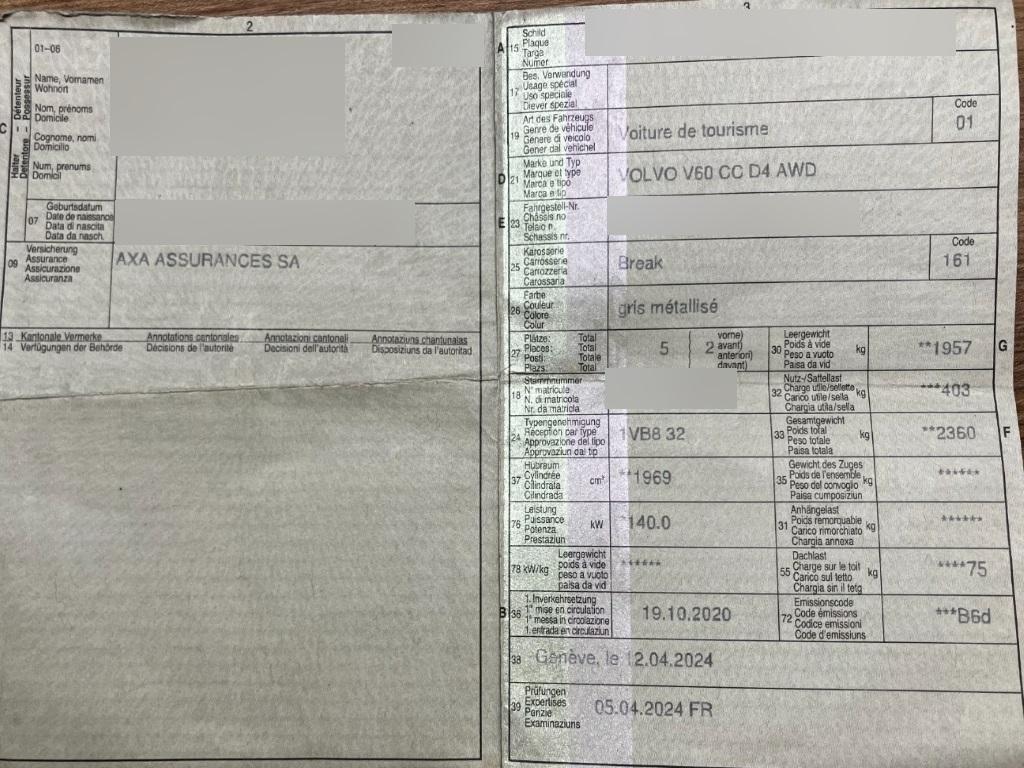 2
01–06
Name, Vornamen
Wohnort
Nom, prénoms
Domicile
Cognome, nomi
Domicilio
Num, prenums
Domicil
C
Halter – Détenteur
Detentore – Possessur
07
Geburtsdatum
Date de naissance
Data di nascita
Data da nasch.
09
Versicherung
Assurance
Assicurazione
Assicuranza
AXA ASSURANCES SA
13 Kantonale Vermerke Annotations cantonales Annotazioni cantonali Annotaziuns chantunalas
14 Verfügungen der Behörde Décisions de l'autorité Decisioni dell'autorità Disposiziuns da l'autoritad
3
A 15
Schild
Plaque
Targa
Numer
17
Bes. Verwendung
Usage spécial
Uso speciale
Diever spezial
19
Art des Fahrzeugs
Genre de véhicule
Genere di veicolo
Gener dal vehichel
Voiture de tourisme
Code
01
D 21
Marke und Typ
Marque et type
Marca e tipo
Marca e tip
VOLVO V60 CC D4 AWD
E 23
Fahrgestell-Nr.
Châssis no
Telaio n.
Schassis nr.
25
Karosserie
Carrosserie
Carrozzeria
Carossaria
Break
Code
161
26
Farbe
Couleur
Colore
Colur
gris métallisé
27
Plätze: Total
Places: Total
Posti: Totale
Plazs: Total
5
2
vorne)
avant)
anteriori)
davant)
30
Leergewicht
Poids à vide
Peso a vuoto
Paisa da vid
kg
**1957
G
18
Stammnummer
N° matricule
N. di matricola
Nr. da matricla
32
Nutz-/Sattellast
Charge utile/sellette
Carico utile/sella
Chargia utila/sella
kg
***403
24
Typengenehmigung
Réception par type
Approvazione del tipo
Approvaziun dal tip
1VB8 32
33
Gesamtgewicht
Poids total
Peso totale
Paisa totala
kg
**2360
F
37
Hubraum
Cylindrée
Cilindrata
Cilindrada
cm³
**1969
35
Gewicht des Zuges
Poids de l'ensemble
Peso del convoglio
Paisa cumposiziun
kg
******
76
Leistung
Puissance
Potenza
Prestaziun
kW
*140.0
31
Anhängelast
Poids remorquable
Carico rimorchiato
Chargia annexa
kg
******
78 kW/kg
Leergewicht
poids à vide
peso a vuoto
paisa da vid
******
55
Dachlast
Charge sur le toit
Carico sul tetto
Chargia sin il tetg
kg
****75
B 36
1. Inverkehrsetzung
1re mise en circulation
1a messa in circolazione
1. entrada en circulaziun
19.10.2020
72
Emissionscode
Code émissions
Codice emissioni
Code d'emissiuns
***B6d
38
Genève, le 12.04.2024
39
Prüfungen
Expertises
Perizie
Examinaziuns
05.04.2024 FR